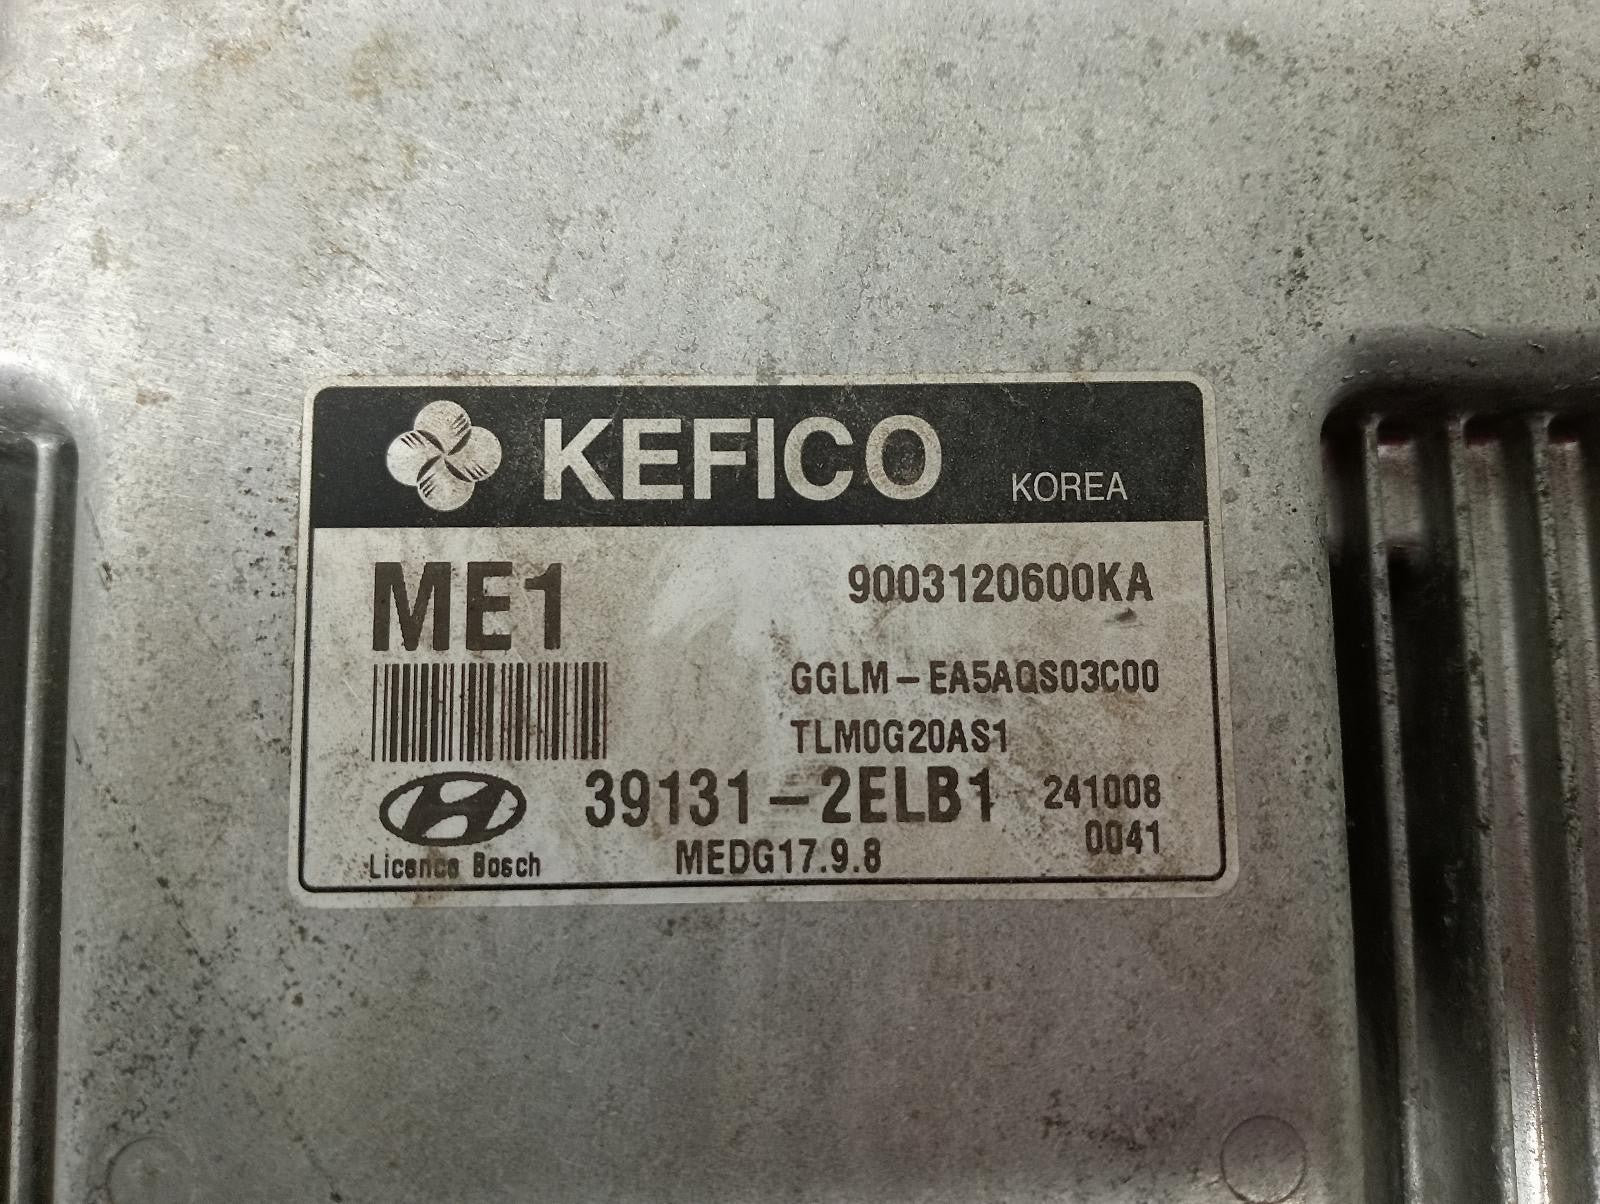 KEFICO KOREA
ME1 9003120600KA
GGLM-EA5AQS03C00
TLM0G20AS1
39131-2ELB1 241008
Licence Bosch MEDG17.9.8 0041